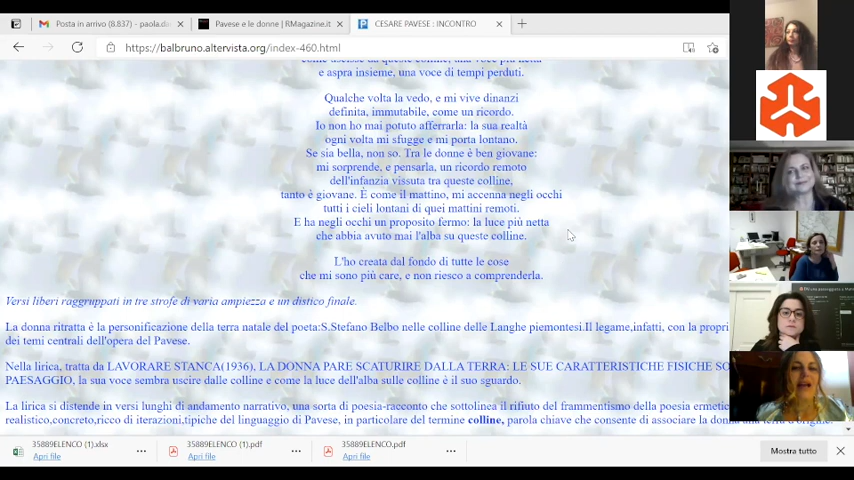 Posta in arrivo (8.837) - paola.da
Pavese e le donne | RMagazine.it
CESARE PAVESE : INCONTRO
https://balbruno.altervista.org/index-460.html
come uscisse da queste colline, una voce più netta
e aspra insieme, una voce di tempi perduti.
Qualche volta la vedo, e mi vive dinanzi
definita, immutabile, come un ricordo.
Io non ho mai potuto afferrarla: la sua realtà
ogni volta mi sfugge e mi porta lontano.
Se sia bella, non so. Tra le donne è ben giovane:
mi sorprende, e pensarla, un ricordo remoto
dell'infanzia vissuta tra queste colline,
tanto è giovane. È come il mattino, mi accenna negli occhi
tutti i cieli lontani di quei mattini remoti.
E ha negli occhi un proposito fermo: la luce più netta
che abbia avuto mai l'alba su queste colline.
L'ho creata dal fondo di tutte le cose
che mi sono più care, e non riesco a comprenderla.
Versi liberi raggruppati in tre strofe di varia ampiezza e un distico finale.
La donna ritratta è la personificazione della terra natale del poeta:S.Stefano Belbo nelle colline delle Langhe piemontesi.Il legame,infatti, con la propri
dei temi centrali dell'opera del Pavese.
Nella lirica, tratta da LAVORARE STANCA(1936), LA DONNA PARE SCATURIRE DALLA TERRA: LE SUE CARATTERISTICHE FISICHE SO
PAESAGGIO, la sua voce sembra uscire dalle colline e come la luce dell'alba sulle colline è il suo sguardo.
La lirica si distende in versi lunghi di andamento narrativo, una sorta di poesia-racconto che sottolinea il rifiuto del frammentismo della poesia ermetic
realistico,concreto,ricco di iterazioni,tipiche del linguaggio di Pavese, in particolare del termine colline, parola chiave che consente di associare la donna alla terra d'origine.
35889ELENCO (1).xlsx
Apri file
35889ELENCO (1).pdf
Apri file
35889ELENCO.pdf
Apri file
Mostra tutto